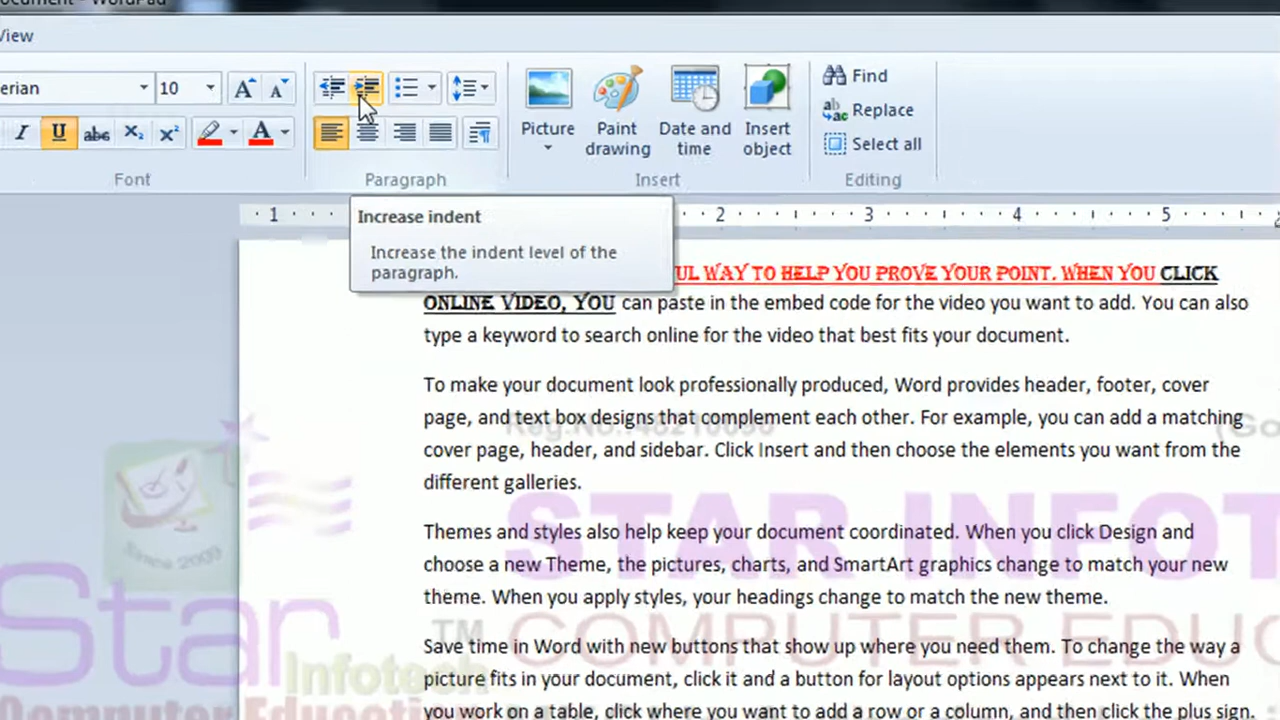 ocument - WordPad
View
erian 10
Find
Replace
Select all
Picture
Paint drawing
Date and time
Insert object
Font Paragraph Insert Editing
1 2 3 4 5
Increase indent
Increase the indent level of the
paragraph.
UL WAY TO HELP YOU PROVE YOUR POINT. WHEN YOU CLICK
ONLINE VIDEO, YOU can paste in the embed code for the video you want to add. You can also
type a keyword to search online for the video that best fits your document.
To make your document look professionally produced, Word provides header, footer, cover
page, and text box designs that complement each other. For example, you can add a matching
cover page, header, and sidebar. Click Insert and then choose the elements you want from the
different galleries.
Themes and styles also help keep your document coordinated. When you click Design and
choose a new Theme, the pictures, charts, and SmartArt graphics change to match your new
theme. When you apply styles, your headings change to match the new theme.
Save time in Word with new buttons that show up where you need them. To change the way a
picture fits in your document, click it and a button for layout options appears next to it. When
you work on a table, click where you want to add a row or a column, and then click the plus sign.
(Go
STAR INFOT
COMPUTER EDUC
Since 2009
Star TM
Infotech
Computer Education